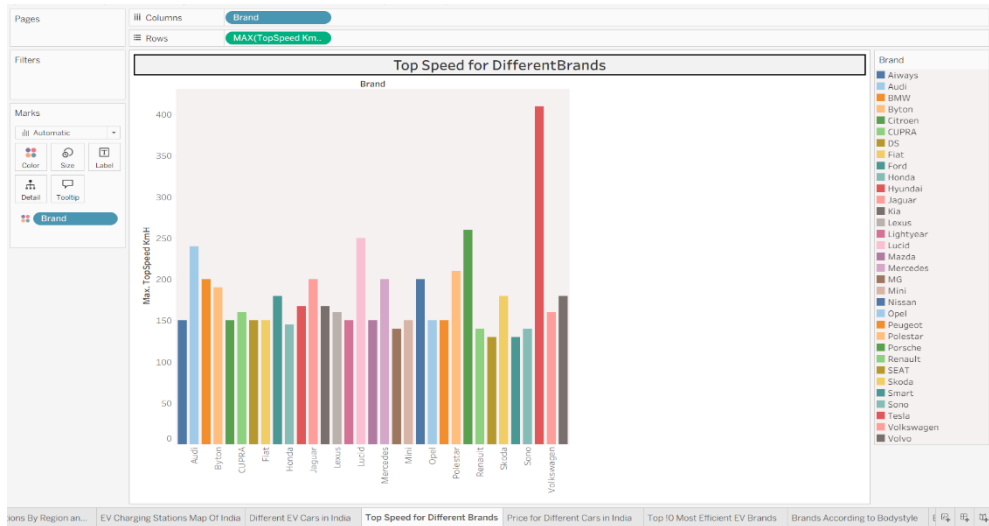 Pages
Columns
Brand
Rows
MAX(TopSpeed Km..
Filters
Marks
Automatic
Color
Size
Label
Detail
Tooltip
Brand
Top Speed for DifferentBrands
Brand
Max. TopSpeed KmH
400
350
300
250
200
150
100
50
0
Audi
Byton
CUPRA
Fiat
Honda
Jaguar
Lexus
Lucid
Mercedes
Mini
Opel
Polestar
Renault
Skoda
Sono
Volkswagen
Brand
Aiways
Audi
BMW
Byton
Citroen
CUPRA
DS
Fiat
Ford
Honda
Hyundai
Jaguar
Kia
Lexus
Lightyear
Lucid
Mazda
Mercedes
MG
Mini
Nissan
Opel
Peugeot
Polestar
Porsche
Renault
SEAT
Skoda
Smart
Sono
Tesla
Volkswagen
Volvo
ions By Region an... EV Charging Stations Map Of India Different EV Cars in India Top Speed for Different Brands Price for Different Cars in India Top !0 Most Efficient EV Brands Brands According to Bodystyle